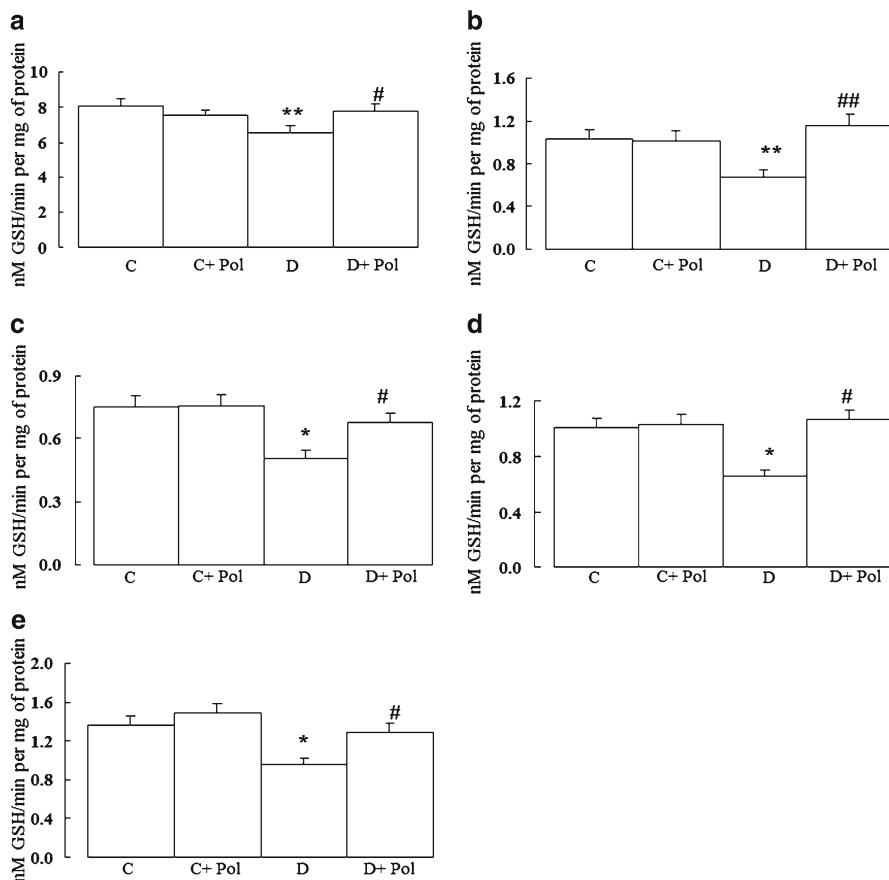 a
nM GSH/min per mg of protein
10
8
6
4
2
0
**
#
C
C+ Pol
D
D+ Pol
b
nM GSH/min per mg of protein
1.6
1.2
0.8
0.4
0.0
**
##
C
C+ Pol
D
D+ Pol
c
nM GSH/min per mg of protein
0.9
0.6
0.3
0.0
*
#
C
C+ Pol
D
D+ Pol
d
nM GSH/min per mg of protein
1.2
0.8
0.4
0.0
*
#
C
C+ Pol
D
D+ Pol
e
nM GSH/min per mg of protein
2.0
1.6
1.2
0.8
0.4
0.0
*
#
C
C+ Pol
D
D+ Pol